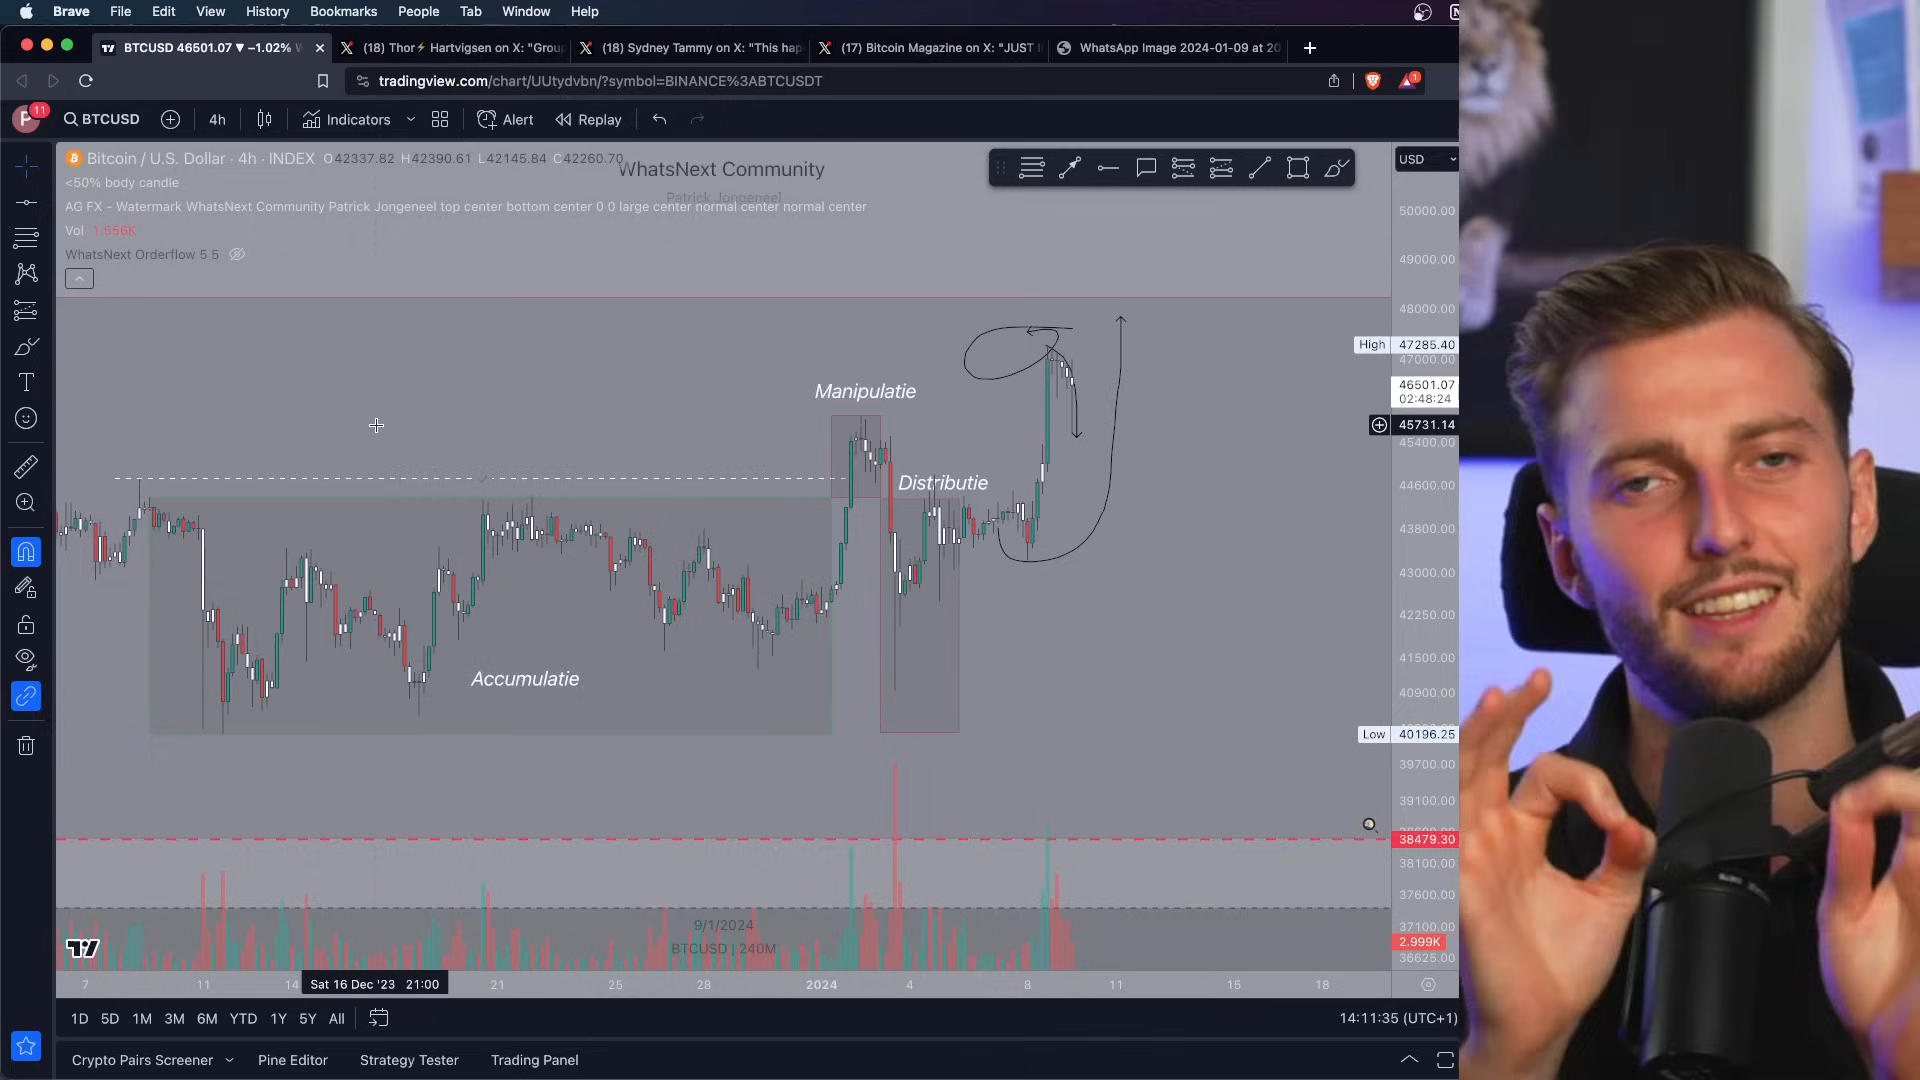 Brave File Edit View History Bookmarks People Tab Window Help
BTCUSD 46501.07 ▼ −1.02% (18) Thor⚡ Hartvigsen on X: "Grou (18) Sydney Tammy on X: "This hap (17) Bitcoin Magazine on X: "JUST WhatsApp Image 2024-01-09 at 20
tradingview.com/chart/UUtydvbn/?symbol=BINANCE%3ABTCUSDT 1
P 11 BTCUSD 4h Indicators Alert Replay
Bitcoin / U.S. Dollar · 4h · INDEX O42337.82 H42390.61 L42145.84 C42260.70
USD
WhatsNext Community
Patrick Jongeneel
<50% body candle
AG FX - Watermark WhatsNext Community Patrick Jongeneel top center bottom center 0 0 large center normal center normal center
Vol 1.556K
WhatsNext Orderflow 5 5
50000.00
49000.00
48000.00
High 47285.40
47000.00
46501.07
02:48:24
Manipulatie
45731.14
45400.00
Distributie
44600.00
43800.00
43000.00
42250.00
41500.00
Accumulatie
40900.00
Low 40196.25
39700.00
39100.00
38479.30
38100.00
37600.00
37100.00
9/1/2024
2.999K
BTCUSD | 240M
36625.00
7 11 14 Sat 16 Dec '23 21:00 21 25 28 2024 4 8 11 15 18
1D 5D 1M 3M 6M YTD 1Y 5Y All 14:11:35 (UTC+1)
Crypto Pairs Screener Pine Editor Strategy Tester Trading Panel